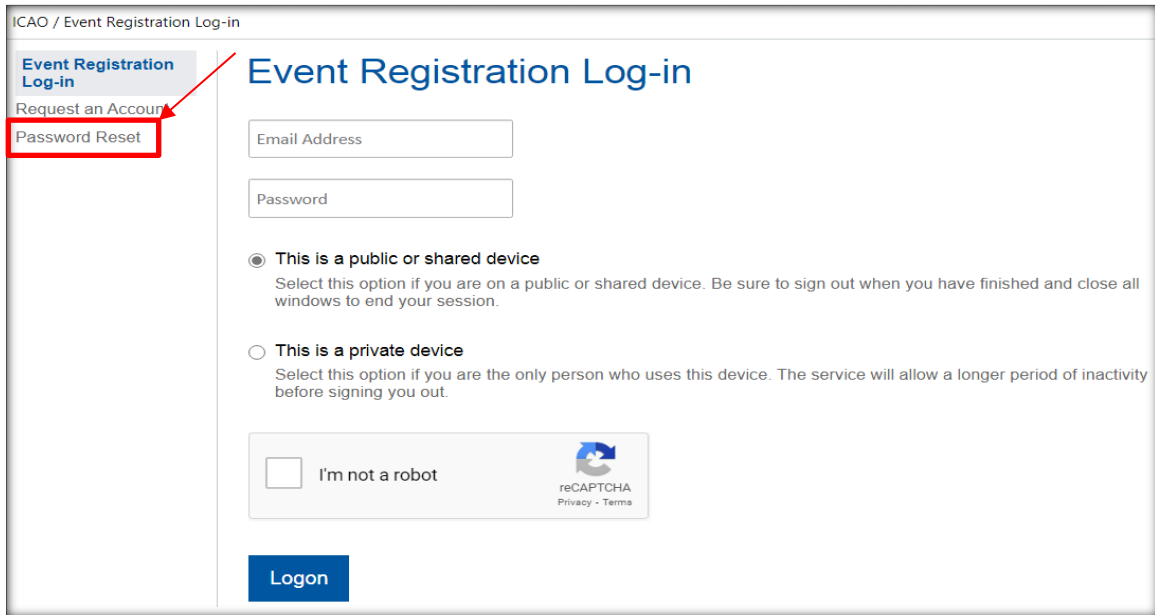 ICAO / Event Registration Log-in
Event Registration
Log-in
Request an Account
Password Reset
Event Registration Log-in
Email Address
Password
This is a public or shared device
Select this option if you are on a public or shared device. Be sure to sign out when you have finished and close all
windows to end your session.
This is a private device
Select this option if you are the only person who uses this device. The service will allow a longer period of inactivity
before signing you out.
I'm not a robot
reCAPTCHA
Privacy - Terms
Logon